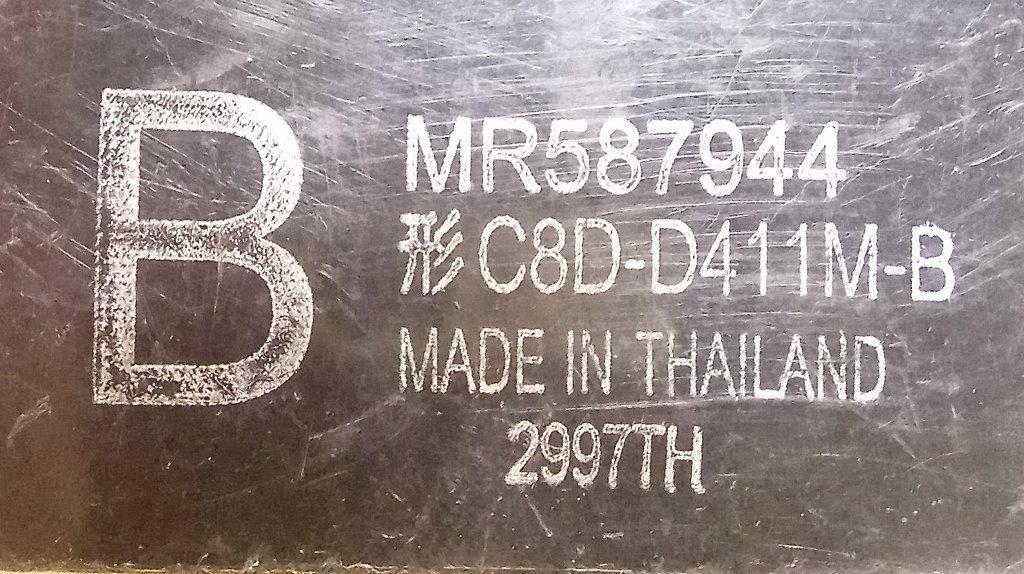 B
MR587944
形 C8D-D411M-B
MADE IN THAILAND
2997TH